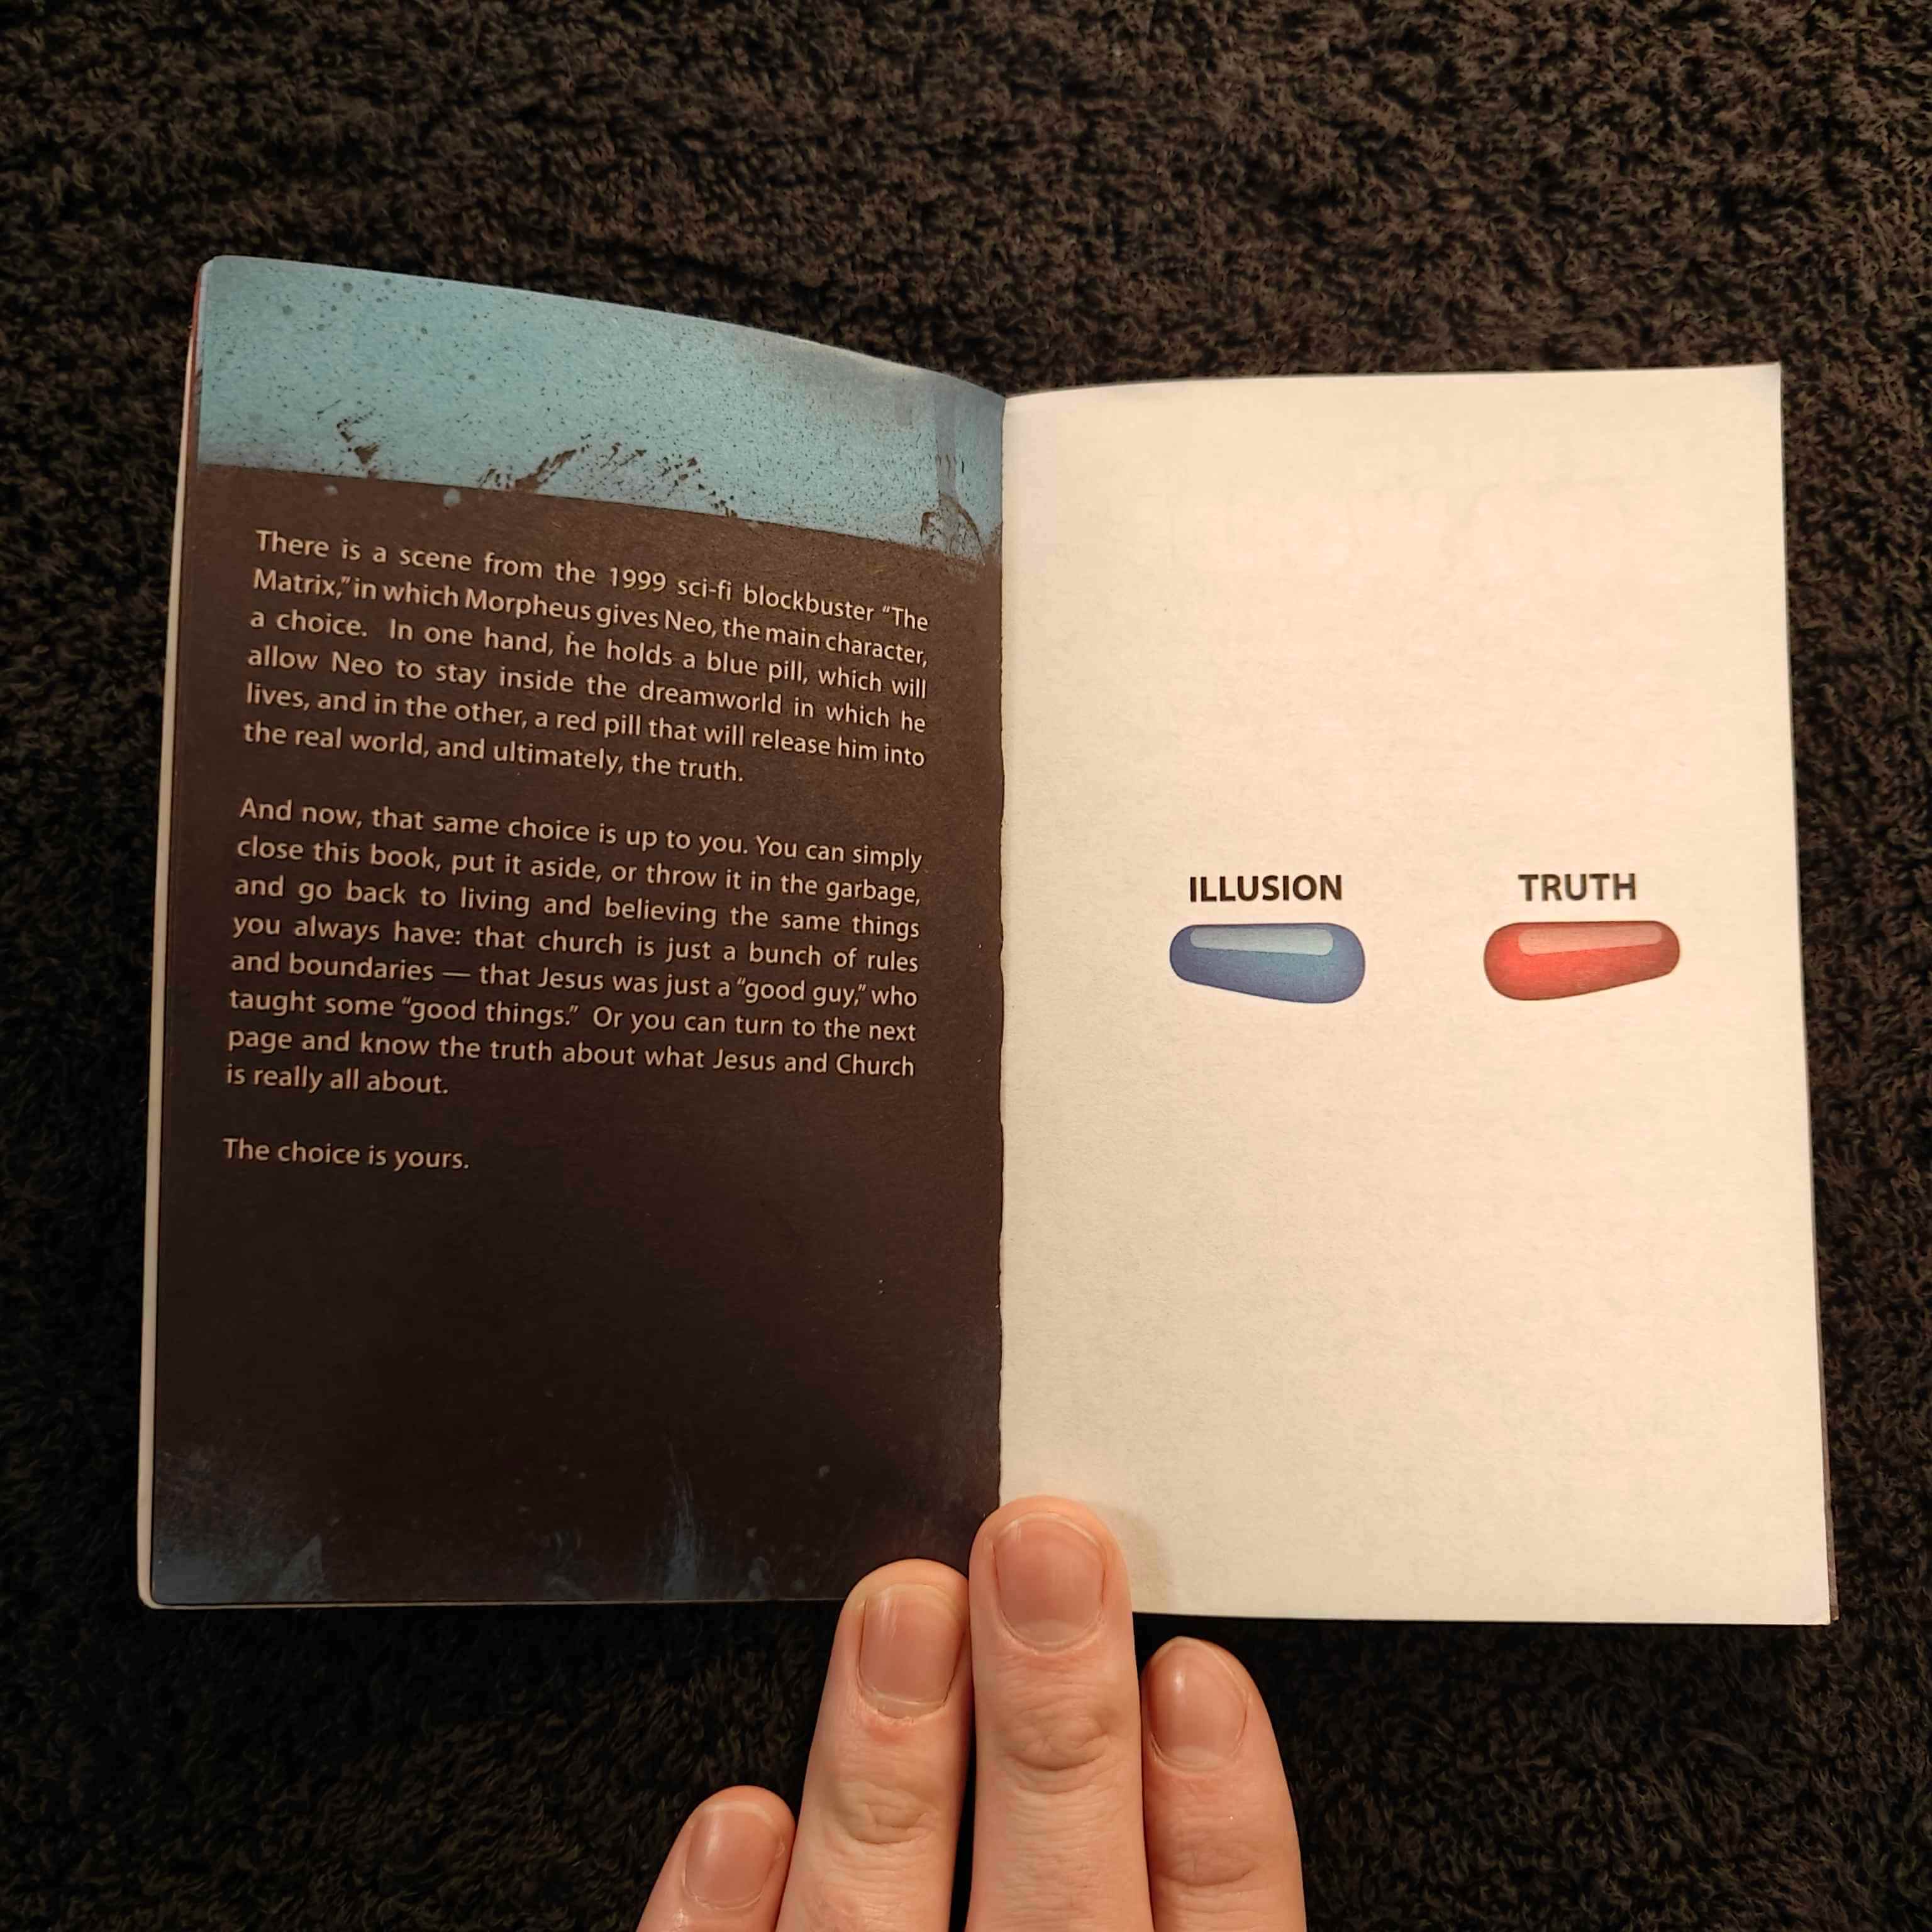 There is a scene from the 1999 sci-fi blockbuster “The
Matrix,” in which Morpheus gives Neo, the main character,
a choice.  In one hand, he holds a blue pill, which will
allow Neo to stay inside the dreamworld in which he
lives, and in the other, a red pill that will release him into
the real world, and ultimately, the truth.
And now, that same choice is up to you. You can simply
close this book, put it aside, or throw it in the garbage,
and go back to living and believing the same things
you always have: that church is just a bunch of rules
and boundaries — that Jesus was just a “good guy,” who
taught some “good things.”  Or you can turn to the next
page and know the truth about what Jesus and Church
is really all about.
The choice is yours.
ILLUSION
TRUTH